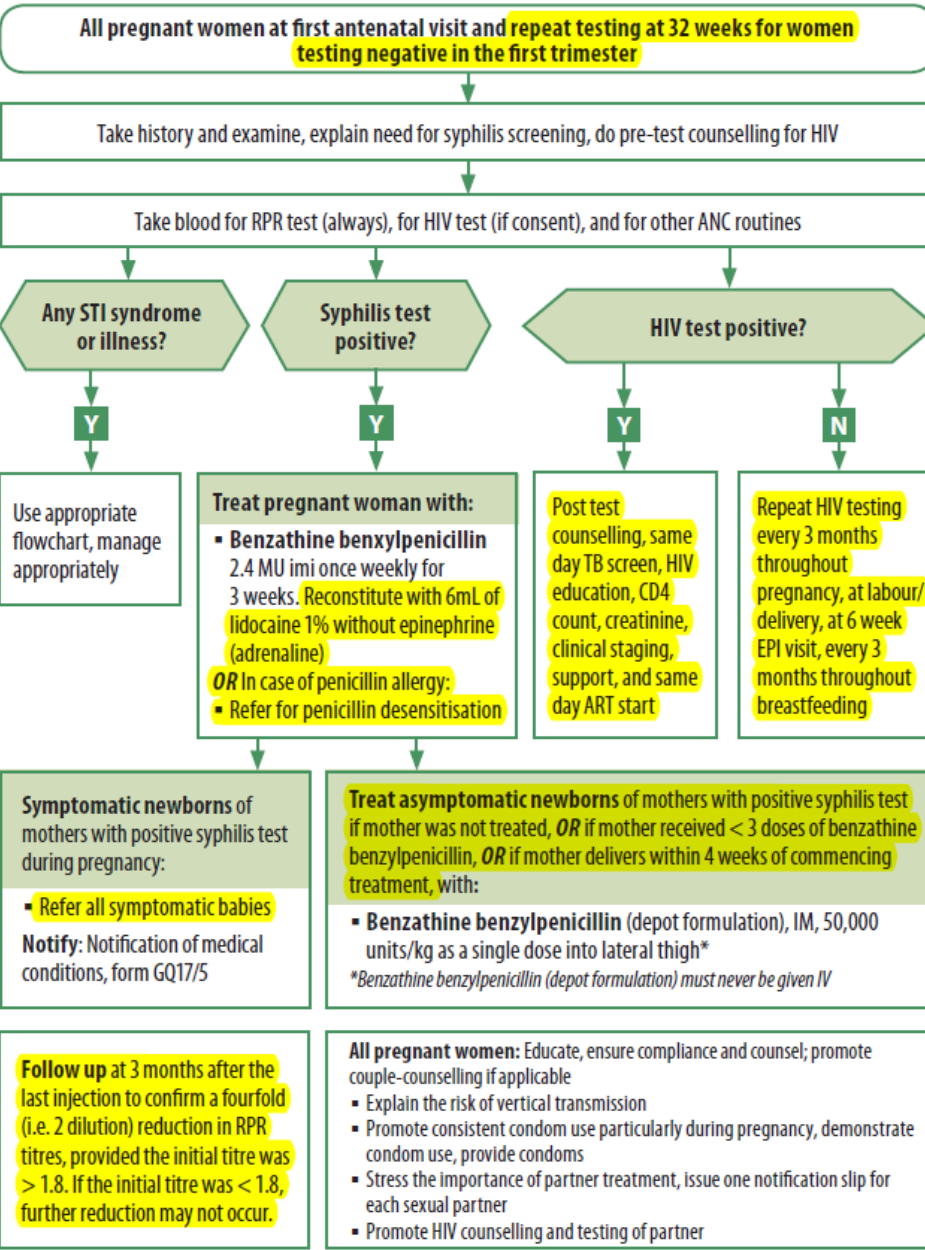 All pregnant women at first antenatal visit and repeat testing at 32 weeks for women
testing negative in the first trimester
Take history and examine, explain need for syphilis screening, do pre-test counselling for HIV
Take blood for RPR test (always), for HIV test (if consent), and for other ANC routines
Any STI syndrome
or illness?
Syphilis test
positive?
HIV test positive?
Y
Y
Y
N
Use appropriate
flowchart, manage
appropriately
Treat pregnant woman with:
▪ Benzathine benxylpenicillin
2.4 MU imi once weekly for
3 weeks. Reconstitute with 6mL of
lidocaine 1% without epinephrine
(adrenaline)
OR In case of penicillin allergy:
▪ Refer for penicillin desensitisation
Post test
counselling, same
day TB screen, HIV
education, CD4
count, creatinine,
clinical staging,
support, and same
day ART start
Repeat HIV testing
every 3 months
throughout
pregnancy, at labour/
delivery, at 6 week
EPI visit, every 3
months throughout
breastfeeding
Symptomatic newborns of
mothers with positive syphilis test
during pregnancy:
▪ Refer all symptomatic babies
Notify: Notification of medical
conditions, form GQ17/5
Treat asymptomatic newborns of mothers with positive syphilis test
if mother was not treated, OR if mother received < 3 doses of benzathine
benzylpenicillin, OR if mother delivers within 4 weeks of commencing
treatment, with:
▪ Benzathine benzylpenicillin (depot formulation), IM, 50,000
units/kg as a single dose into lateral thigh*
*Benzathine benzylpenicillin (depot formulation) must never be given IV
Follow up at 3 months after the
last injection to confirm a fourfold
(i.e. 2 dilution) reduction in RPR
titres, provided the initial titre was
> 1.8. If the initial titre was < 1.8,
further reduction may not occur.
All pregnant women: Educate, ensure compliance and counsel; promote
couple-counselling if applicable
▪ Explain the risk of vertical transmission
▪ Promote consistent condom use particularly during pregnancy, demonstrate
condom use, provide condoms
▪ Stress the importance of partner treatment, issue one notification slip for
each sexual partner
▪ Promote HIV counselling and testing of partner